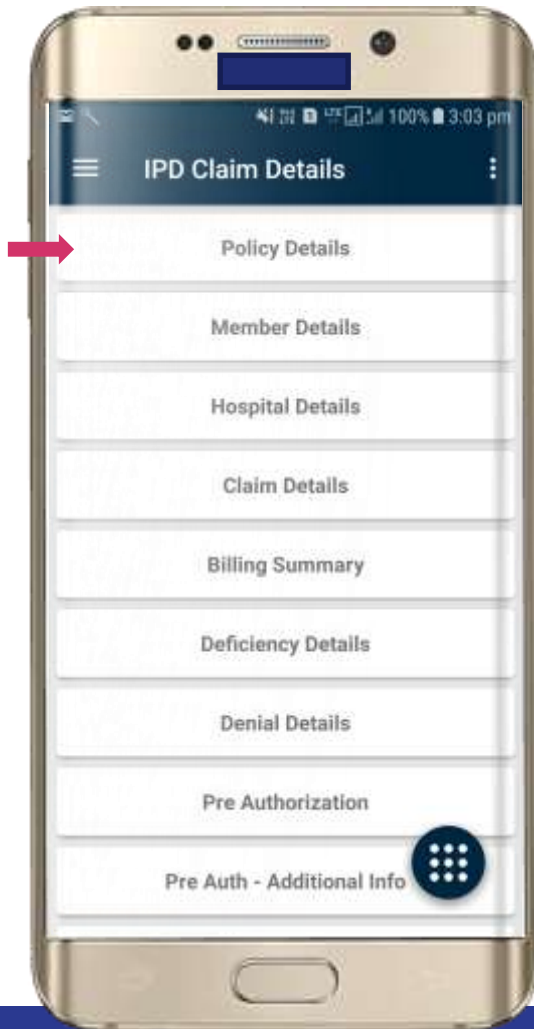 100% 3:03 pm
IPD Claim Details
Policy Details
Member Details
Hospital Details
Claim Details
Billing Summary
Deficiency Details
Denial Details
Pre Authorization
Pre Auth - Additional Info